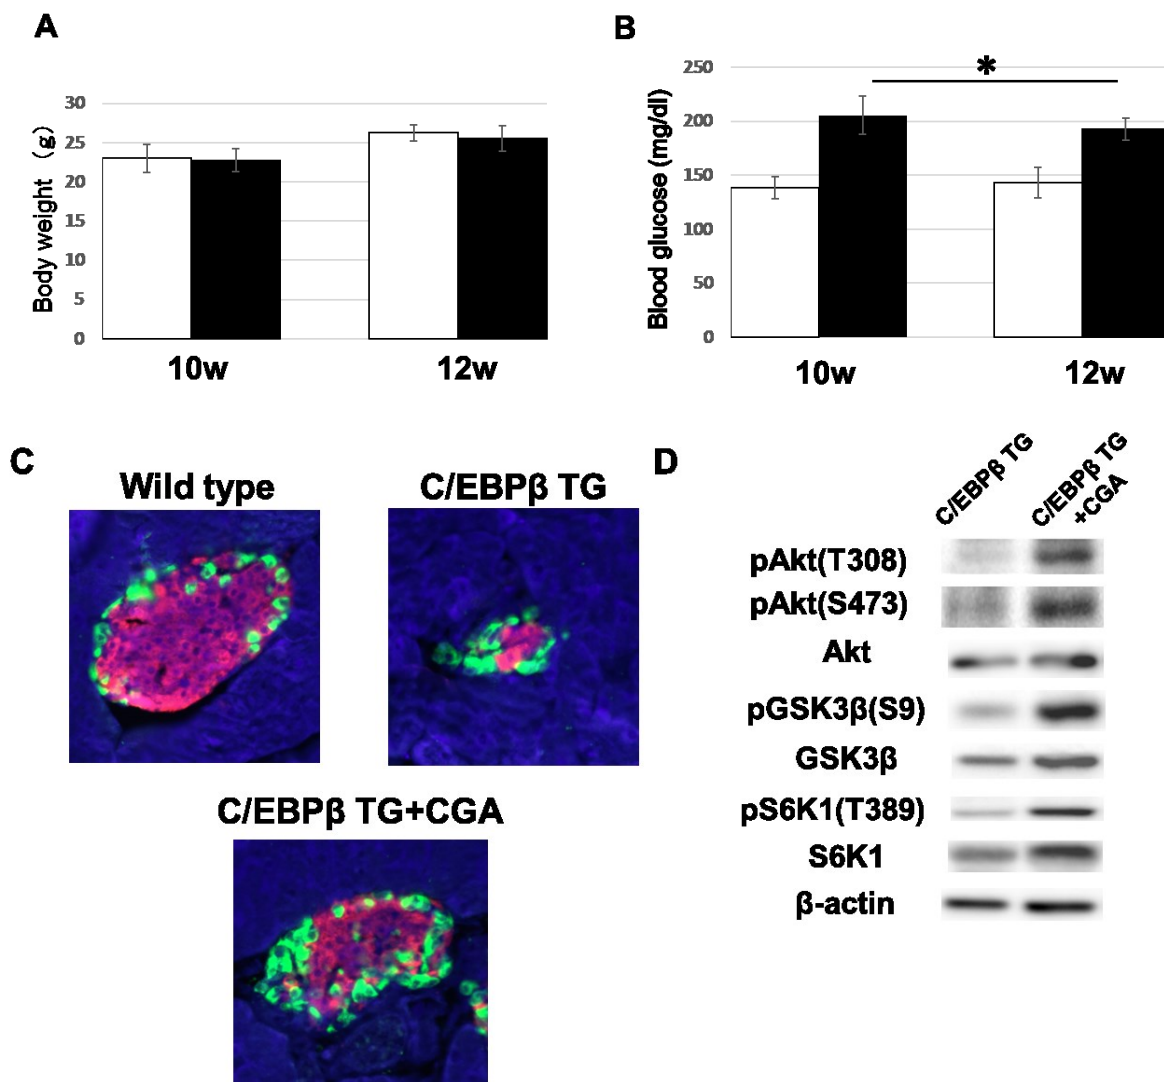 A
Body weight （g）
30
25
20
15
10
5
0
10w
12w
B
Blood glucose (mg/dl)
250
200
150
100
50
0
*
10w
12w
C
Wild type
C/EBPβ TG
C/EBPβ TG+CGA
D
C/EBPβ TG
C/EBPβ TG
+CGA
pAkt(T308)
pAkt(S473)
Akt
pGSK3β(S9)
GSK3β
pS6K1(T389)
S6K1
β-actin